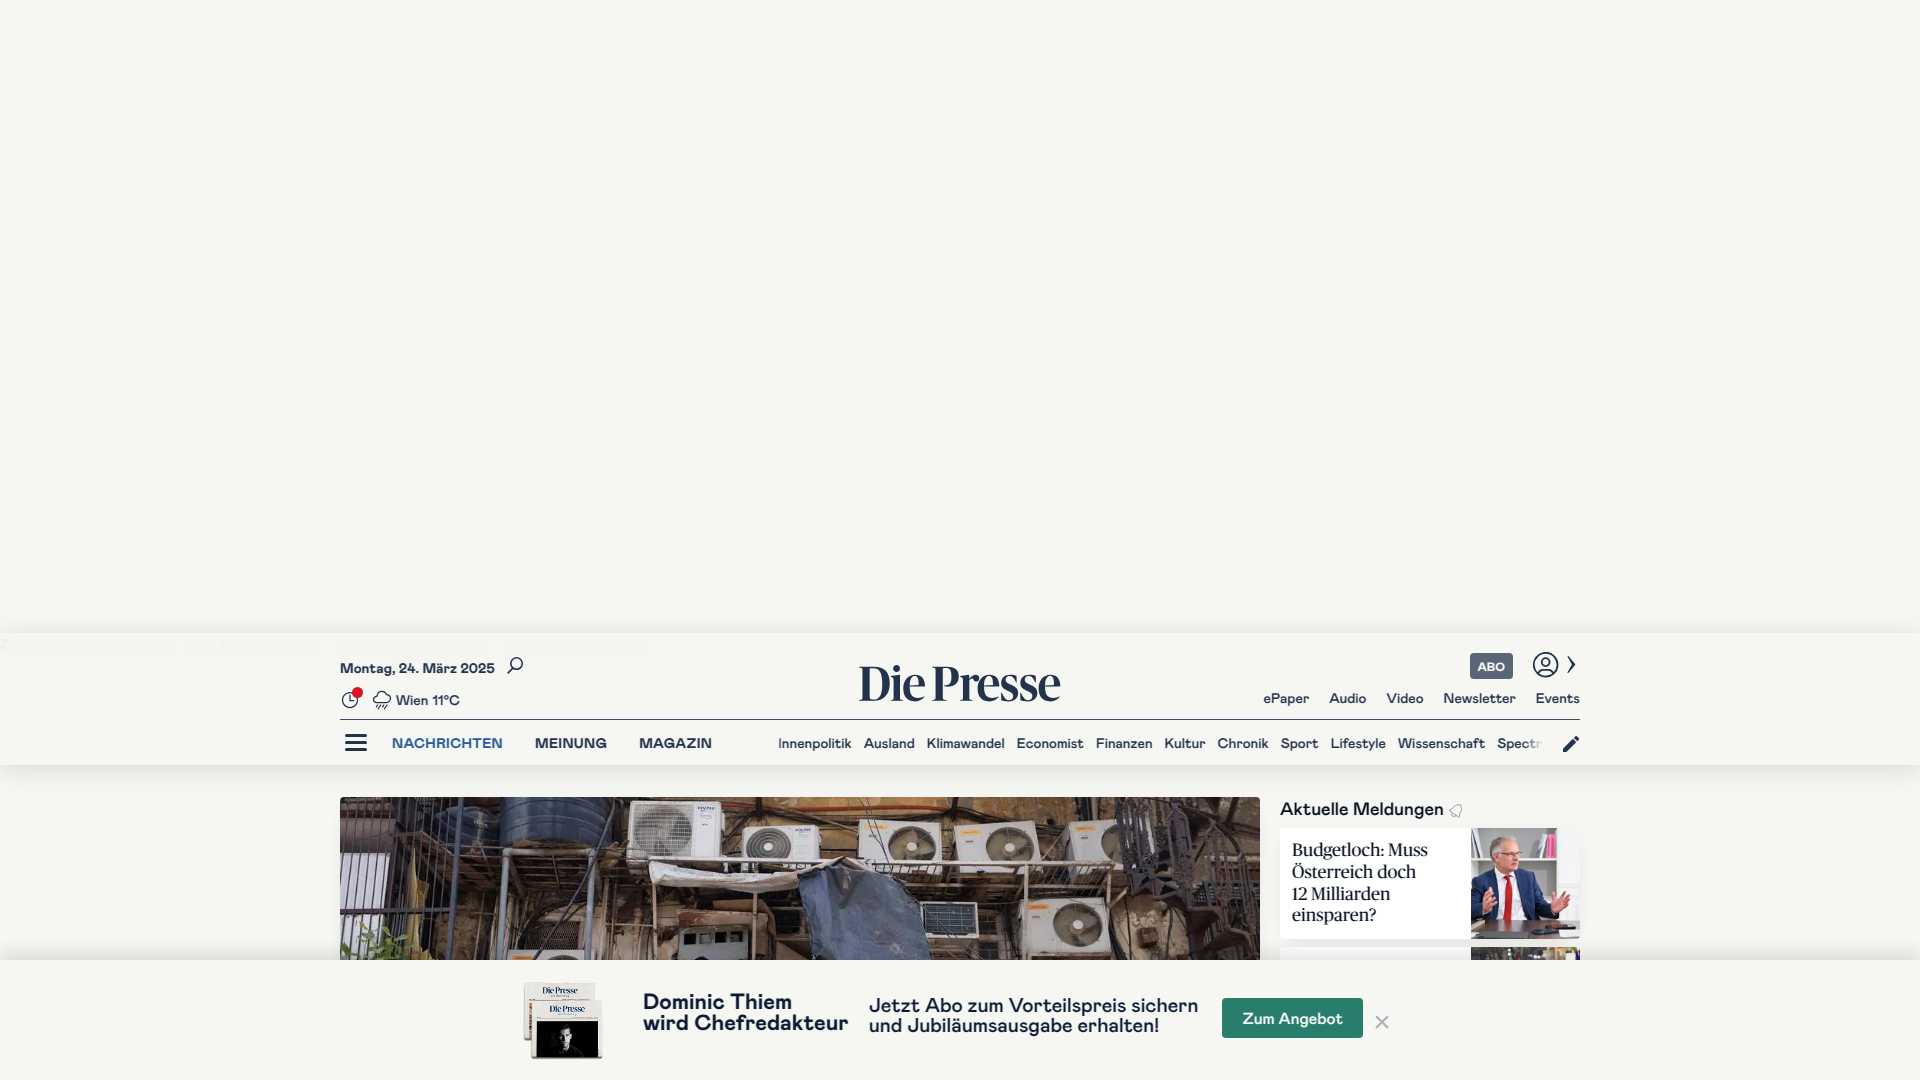 Montag, 24. März 2025
Wien 11°C
Die Presse
ABO
ePaper Audio Video Newsletter Events
NACHRICHTEN MEINUNG MAGAZIN
Innenpolitik Ausland Klimawandel Economist Finanzen Kultur Chronik Sport Lifestyle Wissenschaft Spectr
Aktuelle Meldungen
Budgetloch: Muss
Österreich doch
12 Milliarden
einsparen?
Die Presse
Die Presse
Dominic Thiem
wird Chefredakteur
Jetzt Abo zum Vorteilspreis sichern
und Jubiläumsausgabe erhalten!
Zum Angebot